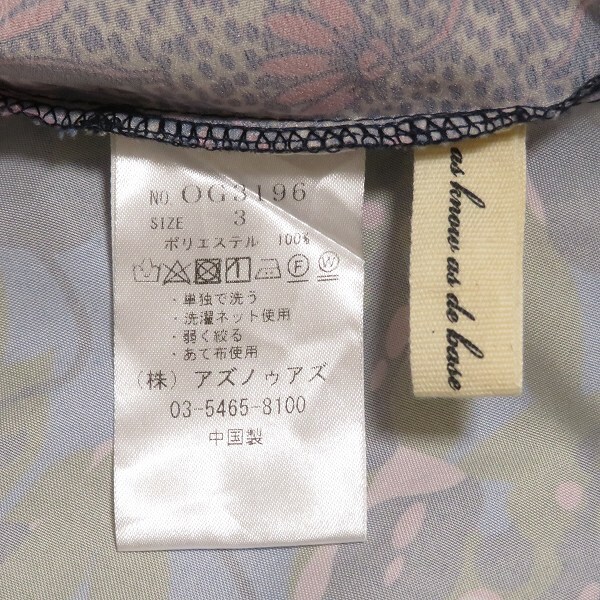 NO. OG3196
SIZE 3
ポリエステル 100%
F W
・単独で洗う
・洗濯ネット使用
・弱く絞る
・あて布使用
(株) アズノゥアズ
03-5465-8100
中国製
as know as de base